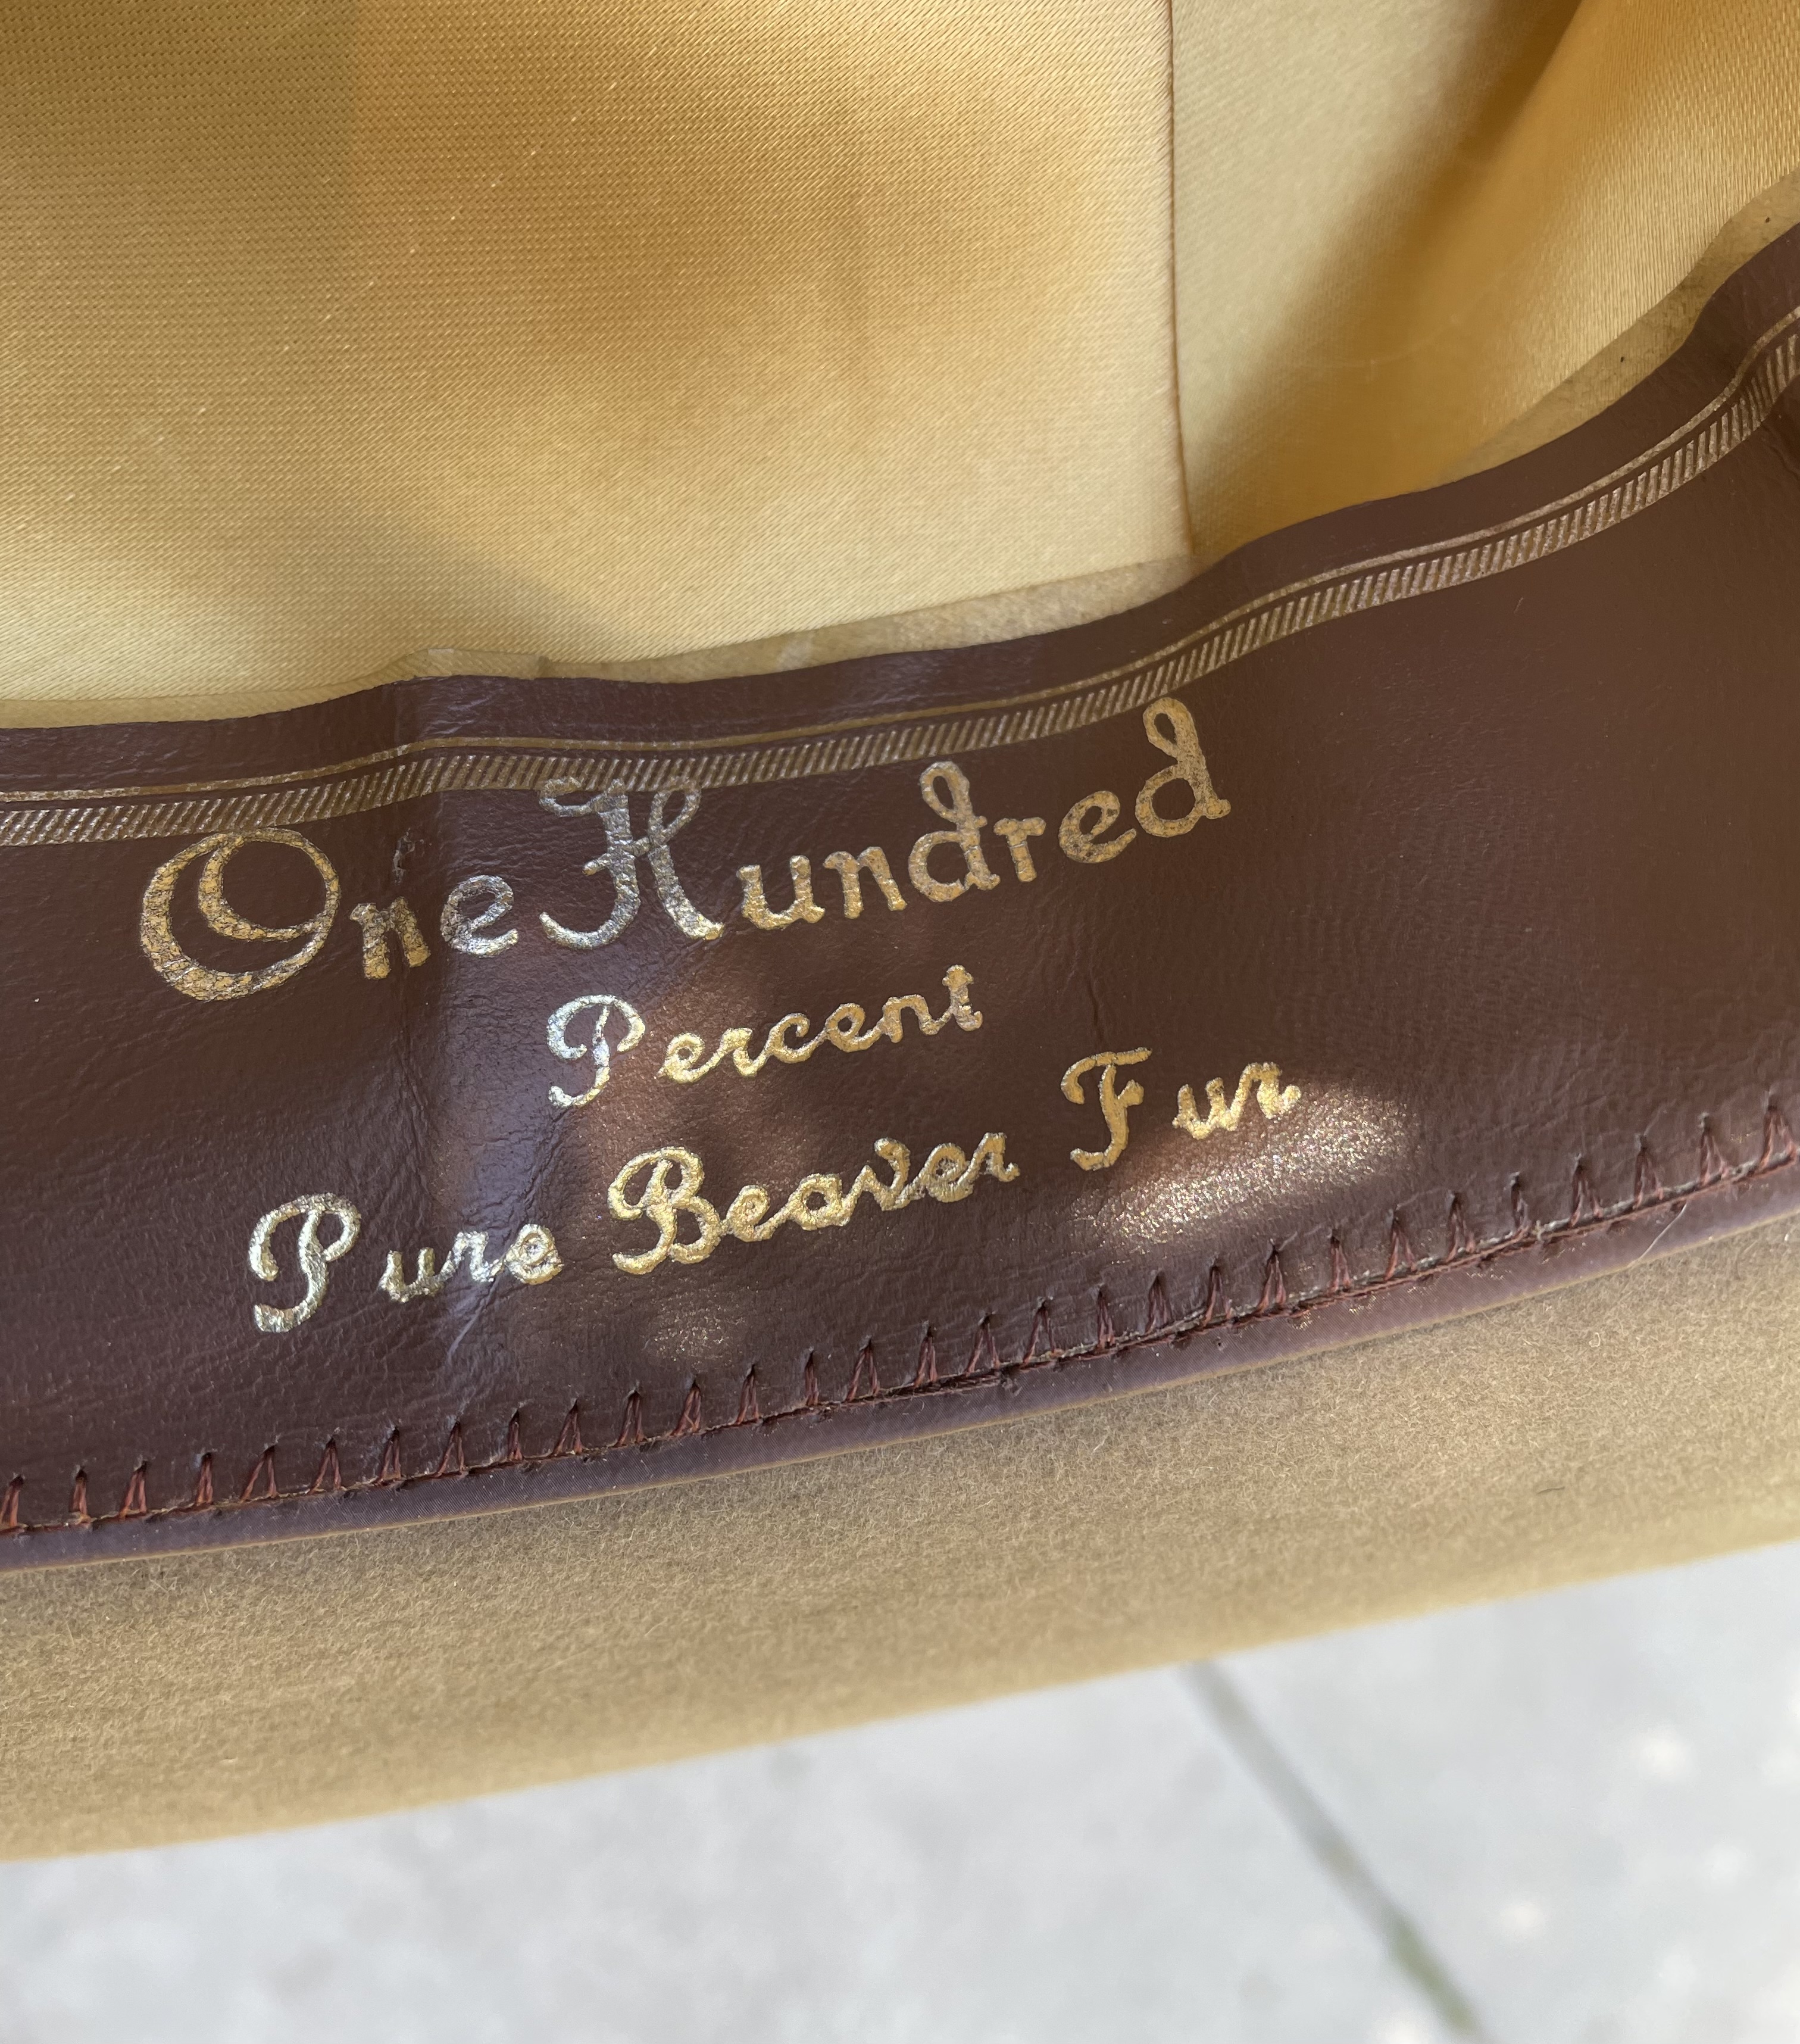 One Hundred
Percent
Pure Beaver Fur